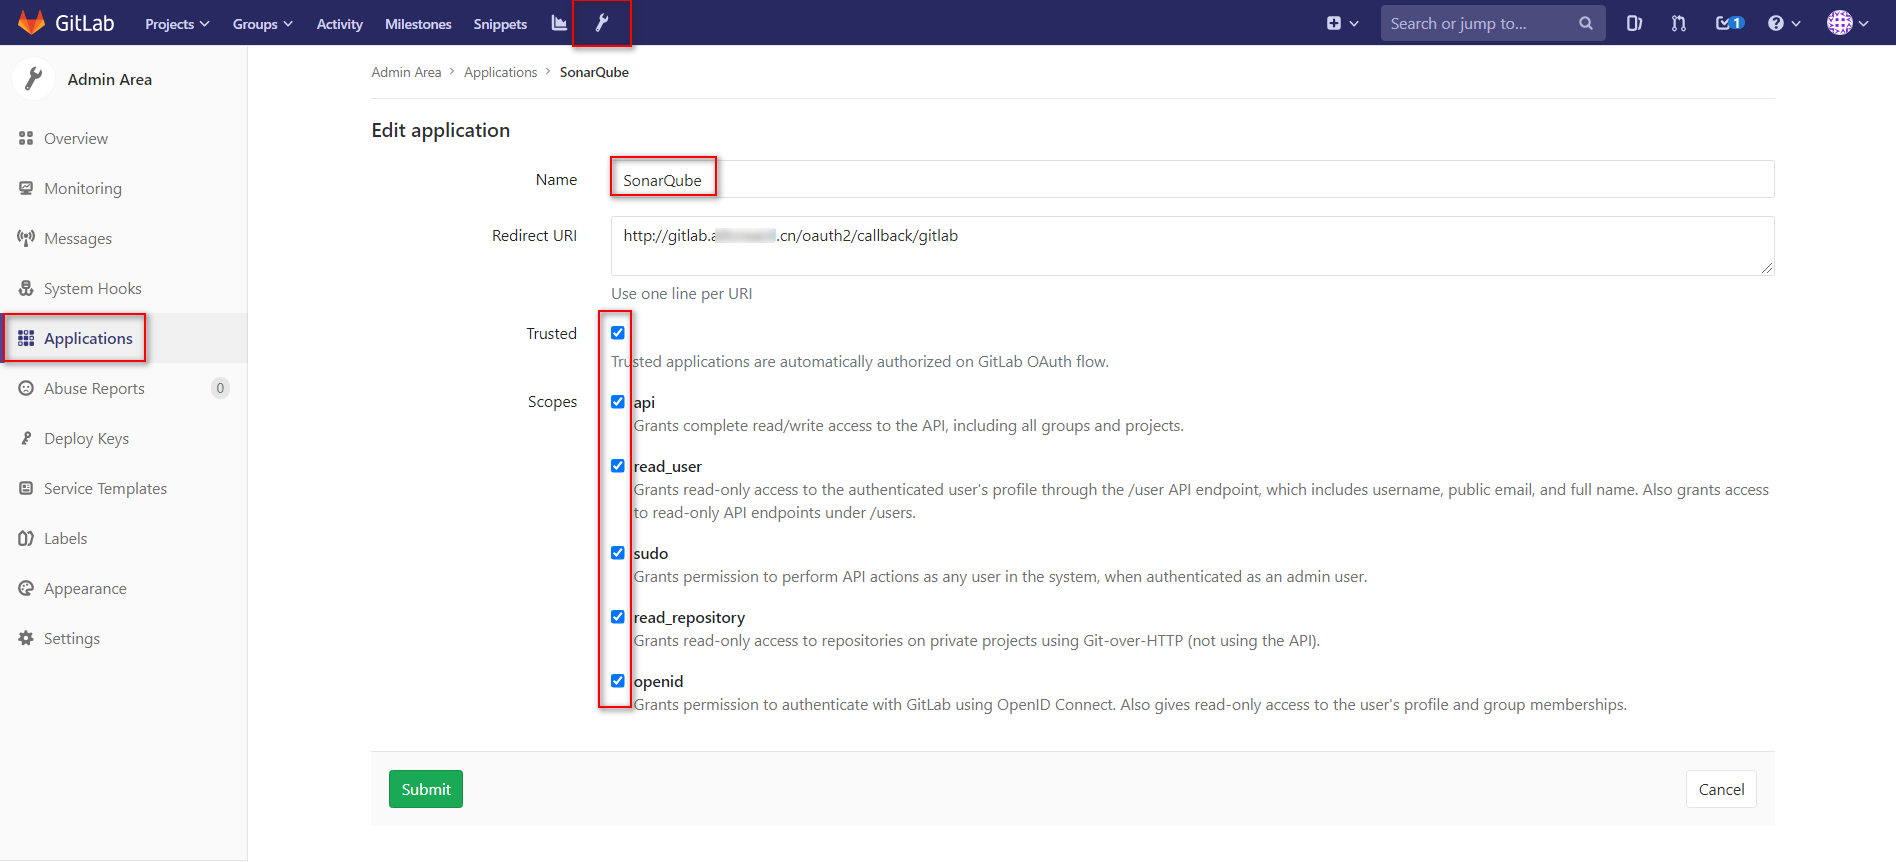 GitLab Projects Groups Activity Milestones Snippets Search or jump to... 1
Admin Area
Overview
Monitoring
Messages
System Hooks
Applications
Abuse Reports 0
Deploy Keys
Service Templates
Labels
Appearance
Settings
Admin Area > Applications > SonarQube
Edit application
Name SonarQube
Redirect URI http://gitlab.a .cn/oauth2/callback/gitlab
Use one line per URI
Trusted
Trusted applications are automatically authorized on GitLab OAuth flow.
Scopes api
Grants complete read/write access to the API, including all groups and projects.
read_user
Grants read-only access to the authenticated user's profile through the /user API endpoint, which includes username, public email, and full name. Also grants access
to read-only API endpoints under /users.
sudo
Grants permission to perform API actions as any user in the system, when authenticated as an admin user.
read_repository
Grants read-only access to repositories on private projects using Git-over-HTTP (not using the API).
openid
Grants permission to authenticate with GitLab using OpenID Connect. Also gives read-only access to the user's profile and group memberships.
Submit Cancel